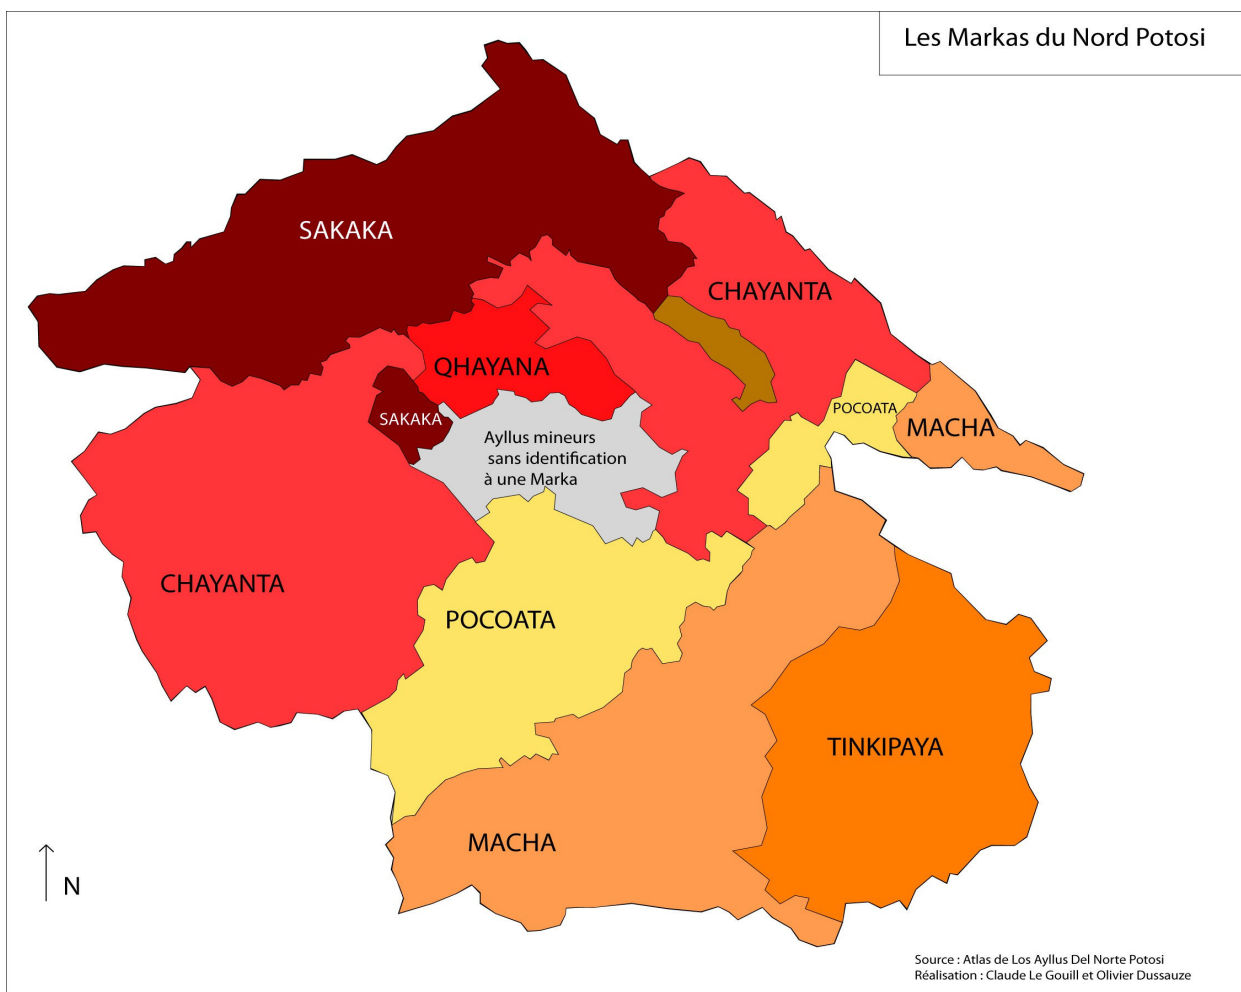 Les Markas du Nord Potosi
SAKAKA
CHAYANTA
QHAYANA
POCOATA
SAKAKA
MACHA
Ayllus mineurs
sans identification
à une Marka
CHAYANTA
POCOATA
TINKIPAYA
MACHA
N
Source : Atlas de Los Ayllus Del Norte Potosi
Réalisation : Claude Le Gouill et Olivier Dussauze